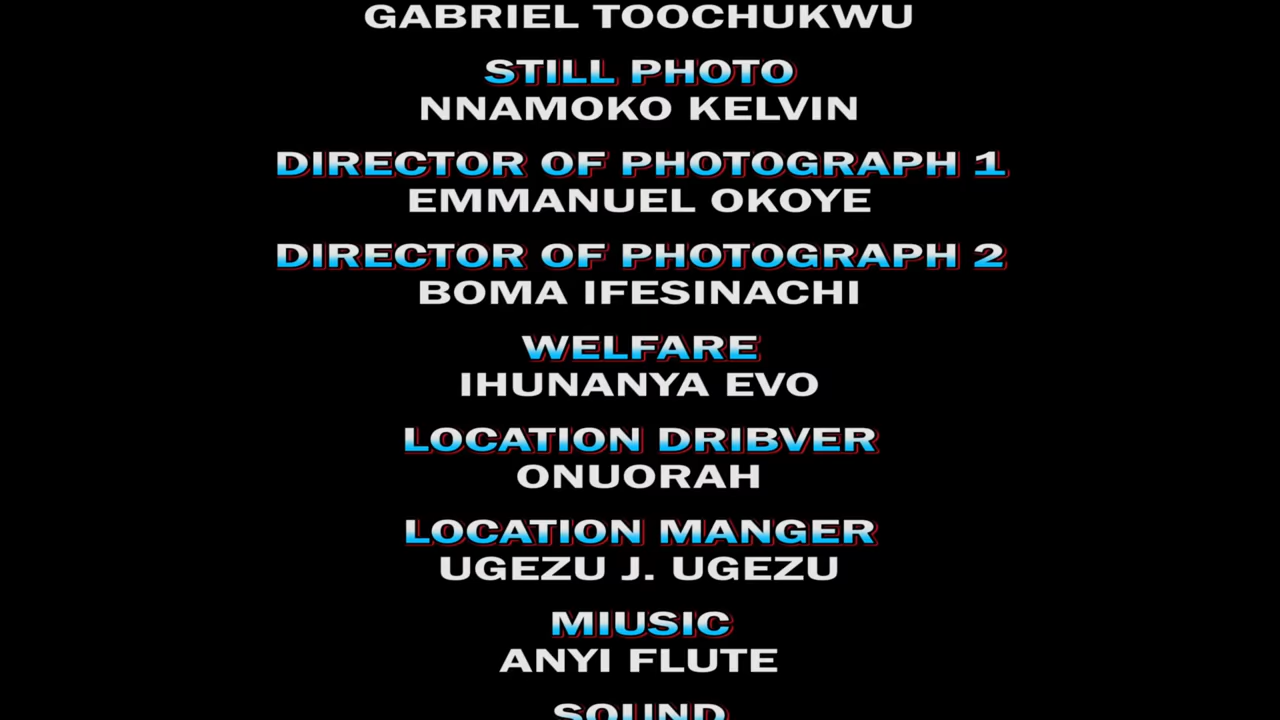 GABRIEL TOOCHUKWU
STILL PHOTO
NNAMOKO KELVIN
DIRECTOR OF PHOTOGRAPH 1
EMMANUEL OKOYE
DIRECTOR OF PHOTOGRAPH 2
BOMA IFESINACHI
WELFARE
IHUNANYA EVO
LOCATION DRIBVER
ONUORAH
LOCATION MANGER
UGEZU J. UGEZU
MIUSIC
ANYI FLUTE
SOUND